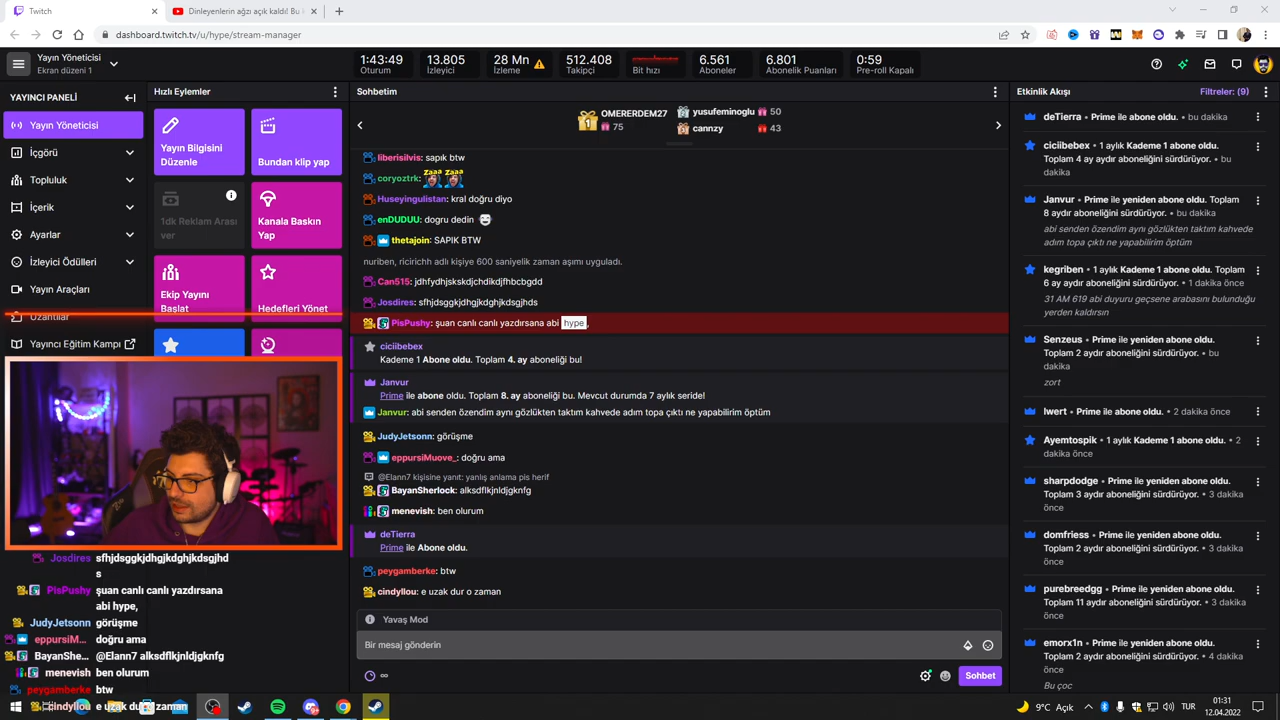 Twitch
Dinleyenlerin ağzı açık kaldı! Bu
dashboard.twitch.tv/u/hype/stream-manager
Yayın Yöneticisi
Ekran düzeni 1
1:43:49
Oturum
13.805
İzleyici
28 Mn
İzleme
512.408
Takipçi
Bit hızı
6.561
Aboneler
6.801
Abonelik Puanları
0:59
Pre-roll Kapalı
YAYINCI PANELİ
Yayın Yöneticisi
İçgörü
Topluluk
İçerik
Ayarlar
İzleyici Ödülleri
Yayın Araçları
Uzantılar
Yayıncı Eğitim Kampı
Hızlı Eylemler
Yayın Bilgisini
Düzenle
Bundan klip yap
1dk Reklam Arası
ver
Kanala Baskın
Yap
Ekip Yayını
Başlat
Hedefleri Yönet
Sohbetim
1
OMERERDEM27
75
yusufeminoglu 50
cannzy 43
liberisilvis: sapık btw
coryoztrk:
Huseyingulistan: kral doğru diyo
enDUDUU: dogru dedin
thetajoin: SAPIK BTW
nuriben, riciricihh adlı kişiye 600 saniyelik zaman aşımı uyguladı.
Can515: jdhfydhjskskdjchdikdjfhbcbgdd
Josdires: sfhjdsggkjdhgjkdghjkdsgjhds
PisPushy: şuan canlı canlı yazdırsana abi hype,
ciciibebex
Kademe 1 Abone oldu. Toplam 4. ay aboneliği bu!
Janvur
Prime ile abone oldu. Toplam 8. ay aboneliği bu. Mevcut durumda 7 aylık seride!
Janvur: abi senden özendim aynı gözlükten taktım kahvede adım topa çıktı ne yapabilirim öptüm
JudyJetsonn: görüşme
eppursiMuove_: doğru ama
@Elann7 kişisine yanıt: yanlış anlama pis herif
BayanSherlock: alksdflkjnldjgknfg
menevish: ben olurum
deTierra
Prime ile Abone oldu.
peygamberke: btw
cindyllou: e uzak dur o zaman
Yavaş Mod
Bir mesaj gönderin
Sohbet
Etkinlik Akışı
Filtreler: (9)
deTierra • Prime ile abone oldu. • bu dakika
ciciibebex • 1 aylık Kademe 1 abone oldu.
Toplam 4 ay aydır aboneliğini sürdürüyor. • bu
dakika
Janvur • Prime ile yeniden abone oldu. Toplam
8 aydır aboneliğini sürdürüyor. • bu dakika
abi senden özendim aynı gözlükten taktım kahvede
adım topa çıktı ne yapabilirim öptüm
kegriben • 1 aylık Kademe 1 abone oldu. Toplam
6 ay aydır aboneliğini sürdürüyor. • 1 dakika önce
31 AM 619 abi duyuru geçsene arabasını bulunduğu
yerden kaldırsın
Senzeus • Prime ile yeniden abone oldu.
Toplam 2 aydır aboneliğini sürdürüyor. • bu
dakika
zort
lwert • Prime ile abone oldu. • 2 dakika önce
Ayemtospik • 1 aylık Kademe 1 abone oldu. • 2
dakika önce
sharpdodge • Prime ile yeniden abone oldu.
Toplam 3 aydır aboneliğini sürdürüyor. • 3 dakika
önce
domfriess • Prime ile yeniden abone oldu.
Toplam 2 aydır aboneliğini sürdürüyor. • 3 dakika
önce
purebreedgg • Prime ile yeniden abone oldu.
Toplam 11 aydır aboneliğini sürdürüyor. • 3 dakika
önce
emorx1n • Prime ile yeniden abone oldu.
Toplam 2 aydır aboneliğini sürdürüyor. • 4 dakika
önce
Bu çoc
Josdires sfhjdsggkjdhgjkdghjkdsgjhd
s
PisPushy şuan canlı canlı yazdırsana
abi hype,
JudyJetsonn görüşme
eppursiM... doğru ama
BayanShe... @Elann7 alksdflkjnldjgknfg
menevish ben olurum
peygamberke btw
cindyllou e uzak dur o zaman
9°C Açık
TUR
01:31
12.04.2022